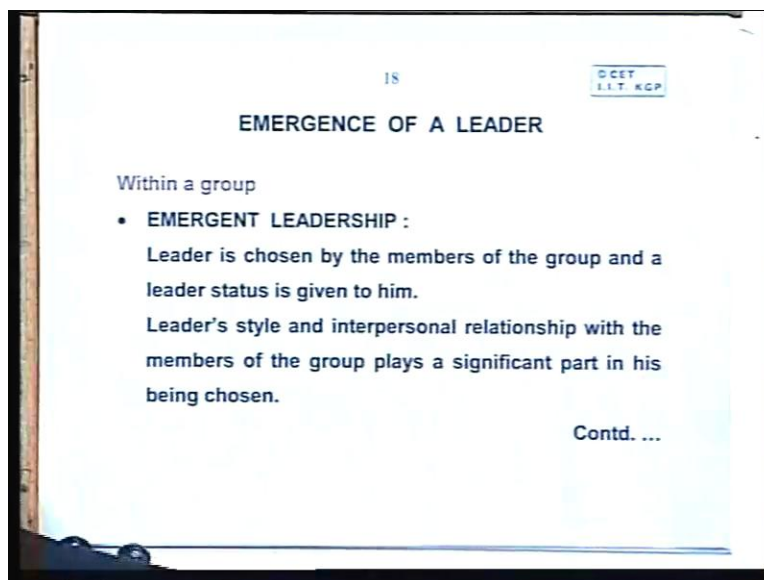 18
© CET
I.I.T. KGP
EMERGENCE OF A LEADER
Within a group
• EMERGENT LEADERSHIP :
Leader is chosen by the members of the group and a
leader status is given to him.
Leader's style and interpersonal relationship with the
members of the group plays a significant part in his
being chosen.
Contd. ...